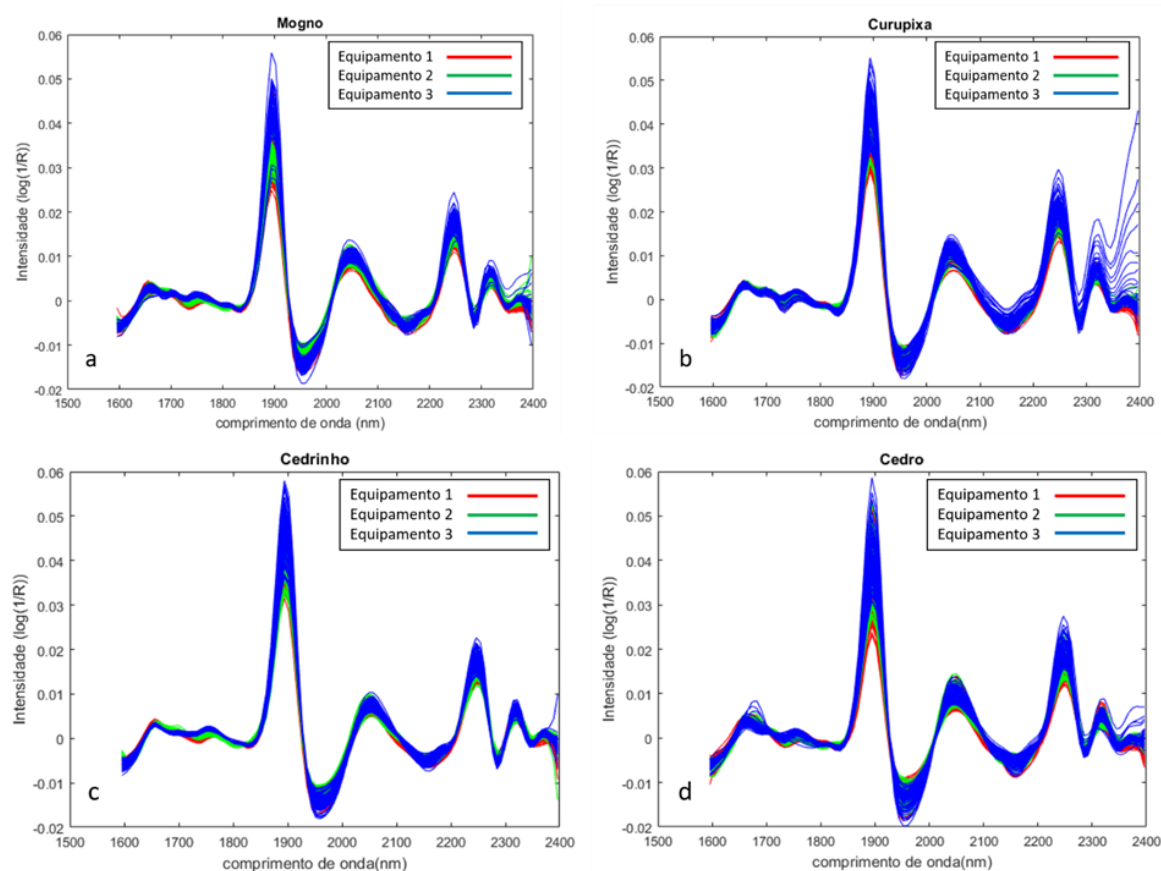 Mogno
Equipamento 1
Equipamento 2
Equipamento 3
Intensidade (log(1/R))
0.06
0.05
0.04
0.03
0.02
0.01
0
-0.01
-0.02
a
1500 1600 1700 1800 1900 2000 2100 2200 2300 2400
comprimento de onda (nm)
Curupixa
Equipamento 1
Equipamento 2
Equipamento 3
Intensidade (log(1/R))
0.06
0.05
0.04
0.03
0.02
0.01
0
-0.01
-0.02
b
1500 1600 1700 1800 1900 2000 2100 2200 2300 2400
comprimento de onda(nm)
Cedrinho
Equipamento 1
Equipamento 2
Equipamento 3
Intensidade (log(1/R))
0.06
0.05
0.04
0.03
0.02
0.01
0
-0.01
-0.02
c
1500 1600 1700 1800 1900 2000 2100 2200 2300 2400
comprimento de onda(nm)
Cedro
Equipamento 1
Equipamento 2
Equipamento 3
Intensidade (log(1/R))
0.06
0.05
0.04
0.03
0.02
0.01
0
-0.01
-0.02
d
1500 1600 1700 1800 1900 2000 2100 2200 2300 2400
comprimento de onda(nm)